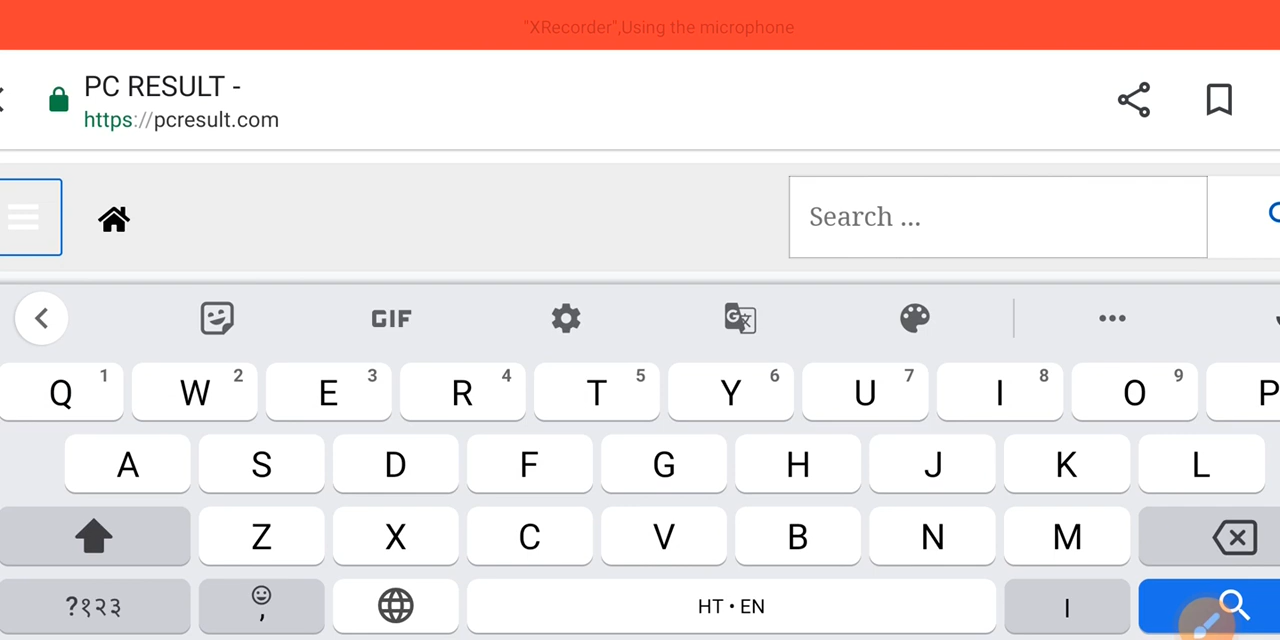 "XRecorder",Using the microphone
PC RESULT -
https://pcresult.com
Search ...
GIF
Q 1 W 2 E 3 R 4 T 5 Y 6 U 7 I 8 O 9 P
A S D F G H J K L
Z X C V B N M
?१२३ , HT • EN ।